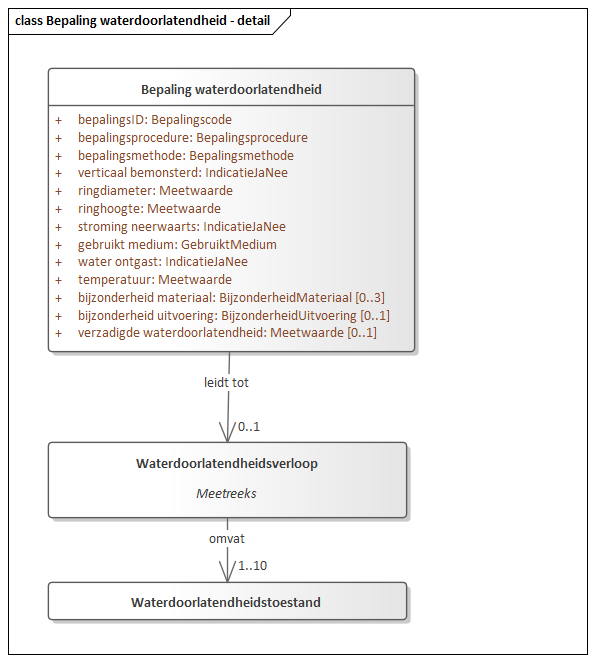 class Bepaling waterdoorlatendheid - detail
Bepaling waterdoorlatendheid
+ bepalingsID: Bepalingscode
+ bepalingsprocedure: Bepalingsprocedure
+ bepalingsmethode: Bepalingsmethode
+ verticaal bemonsterd: IndicatieJaNee
+ ringdiameter: Meetwaarde
+ ringhoogte: Meetwaarde
+ stroming neerwaarts: IndicatieJaNee
+ gebruikt medium: GebruiktMedium
+ water ontgast: IndicatieJaNee
+ temperatuur: Meetwaarde
+ bijzonderheid materiaal: BijzonderheidMateriaal [0..3]
+ bijzonderheid uitvoering: BijzonderheidUitvoering [0..1]
+ verzadigde waterdoorlatendheid: Meetwaarde [0..1]
leidt tot
0..1
Waterdoorlatendheidsverloop
Meetreeks
omvat
1..10
Waterdoorlatendheidstoestand